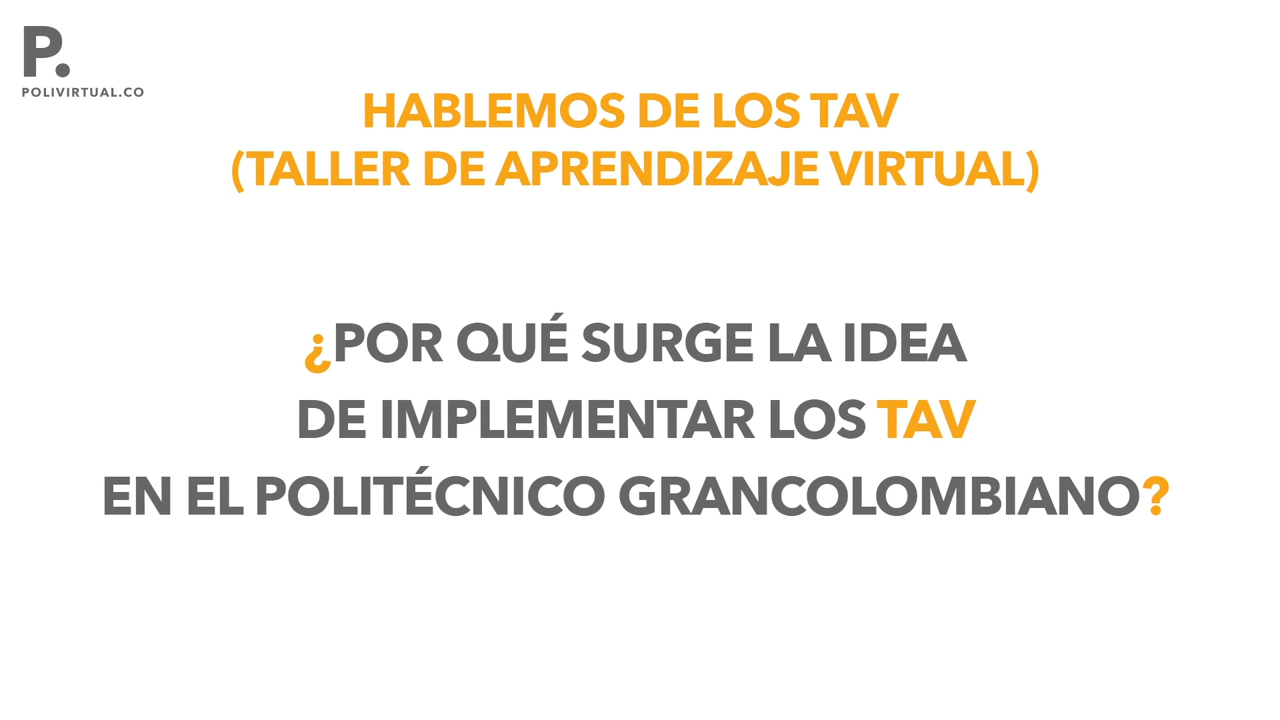 P.
POLIVIRTUAL.CO
HABLEMOS DE LOS TAV
(TALLER DE APRENDIZAJE VIRTUAL)
¿POR QUÉ SURGE LA IDEA
DE IMPLEMENTAR LOS TAV
EN EL POLITÉCNICO GRANCOLOMBIANO?